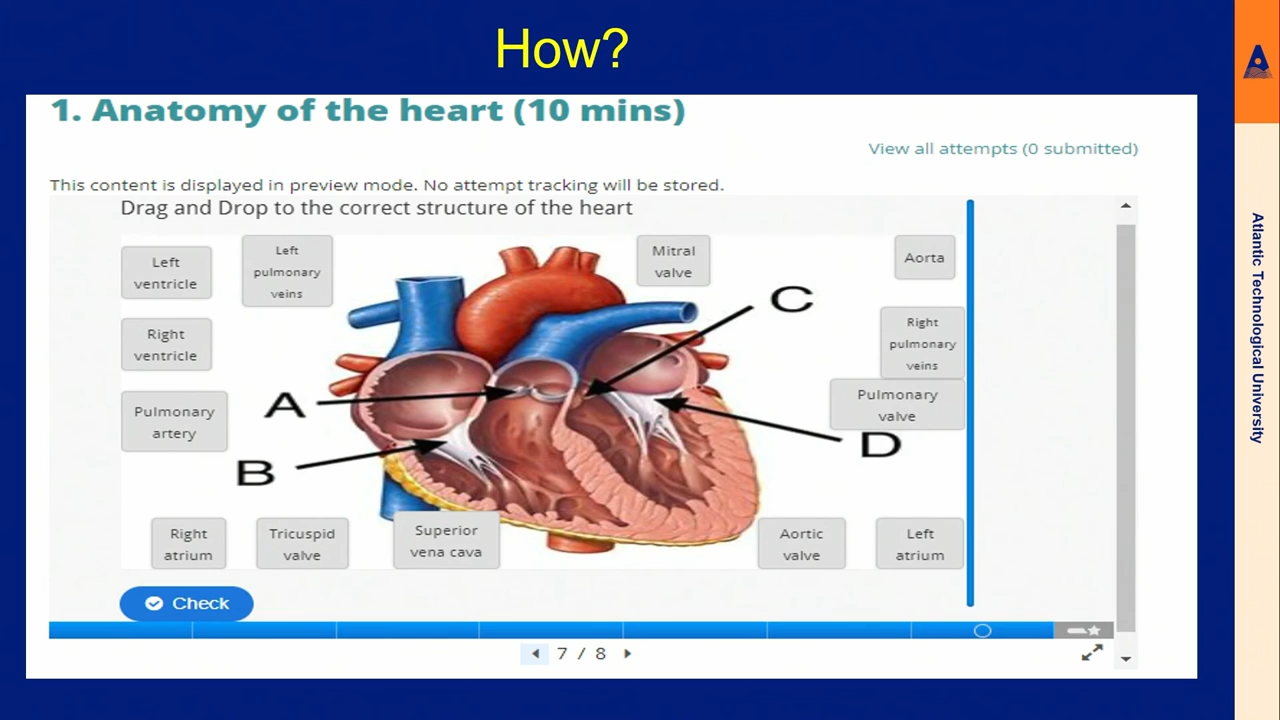 How?
1. Anatomy of the heart (10 mins)
View all attempts (0 submitted)
This content is displayed in preview mode. No attempt tracking will be stored.
Drag and Drop to the correct structure of the heart
Left
ventricle
Left
pulmonary
veins
Mitral
valve
Aorta
C
Right
ventricle
Right
pulmonary
veins
Pulmonary
artery
A
Pulmonary
valve
B
D
Right
atrium
Tricuspid
valve
Superior
vena cava
Aortic
valve
Left
atrium
Check
7 / 8
A
Atlantic Technological University